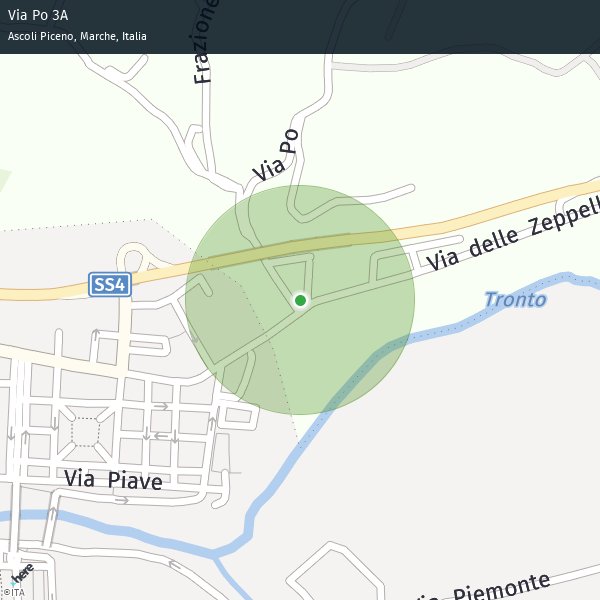 Via Po 3A
Ascoli Piceno, Marche, Italia
Frazione
Via Po
Via delle Zeppell
SS4
Tronto
Via Piave
here
©ITA
Via Piemonte